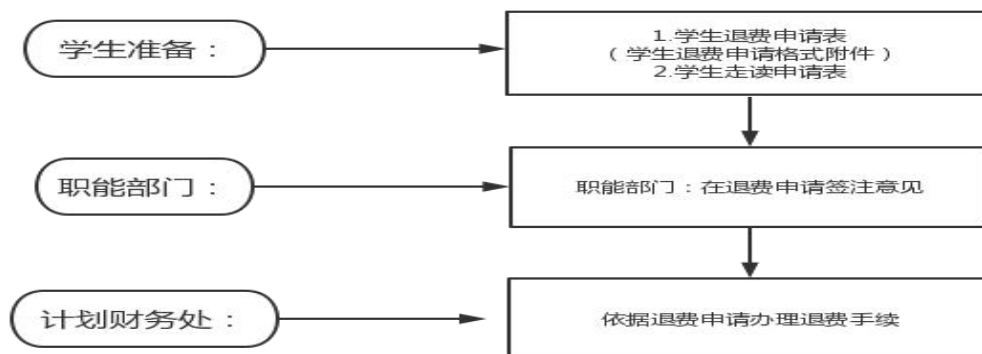 学生准备：
1.学生退费申请表
（学生退费申请格式附件）
2.学生走读申请表
职能部门：
职能部门：在退费申请签注意见
计划财务处：
依据退费申请办理退费手续